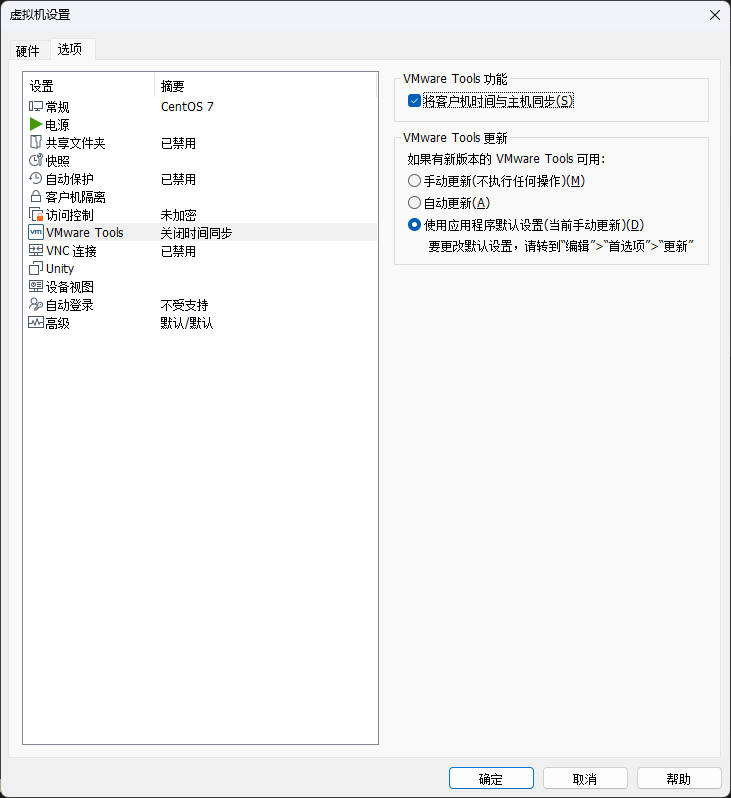 虚拟机设置
硬件
选项
设置 摘要
常规 CentOS 7
电源
共享文件夹 已禁用
快照
自动保护 已禁用
客户机隔离
访问控制 未加密
vm VMware Tools 关闭时间同步
VNC 连接 已禁用
Unity
设备视图
自动登录 不受支持
高级 默认/默认
VMware Tools 功能
将客户机时间与主机同步(S)
VMware Tools 更新
如果有新版本的 VMware Tools 可用:
手动更新(不执行任何操作)(M)
自动更新(A)
使用应用程序默认设置(当前手动更新)(D)
要更改默认设置，请转到“编辑”>“首选项”>“更新”
确定
取消
帮助